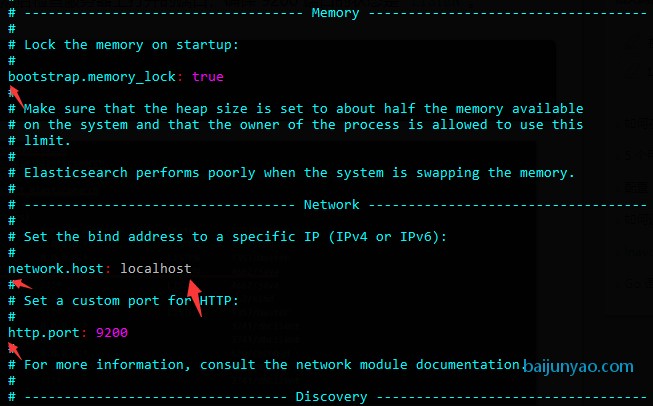 #
# ----------------------------------- Memory -----------------------------------
#
# Lock the memory on startup:
#
bootstrap.memory_lock: true
#
# Make sure that the heap size is set to about half the memory available
# on the system and that the owner of the process is allowed to use this
# limit.
#
# Elasticsearch performs poorly when the system is swapping the memory.
#
# ---------------------------------- Network -----------------------------------
#
# Set the bind address to a specific IP (IPv4 or IPv6):
#
network.host: localhost
#
# Set a custom port for HTTP:
#
http.port: 9200
#
# For more information, consult the network module documentation.
baijunyao.com
#
# --------------------------------- Discovery ----------------------------------